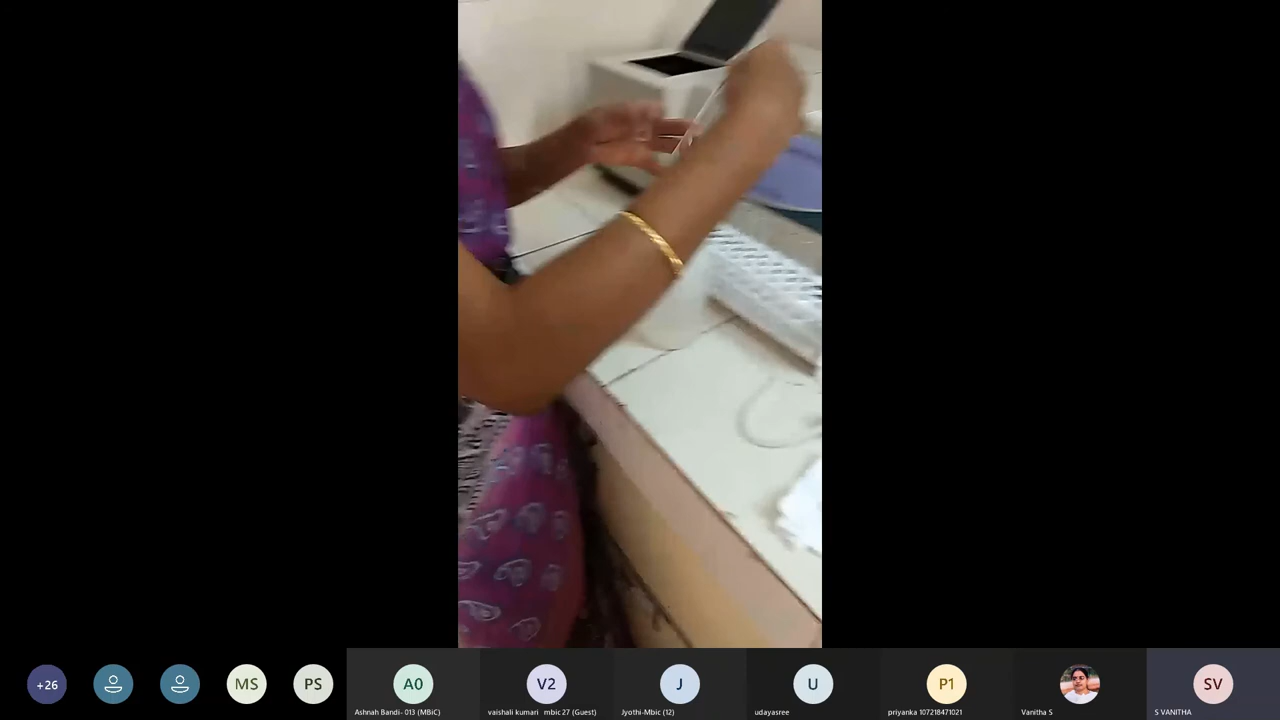 +26
MS
PS
A0
V2
J
U
P1
SV
Ashnah Bandi- 013 (MBiC)
vaishali kumari mbic 27 (Guest)
Jyothi-Mbic (12)
udayasree
priyanka 107218471021
Vanitha S
S VANITHA